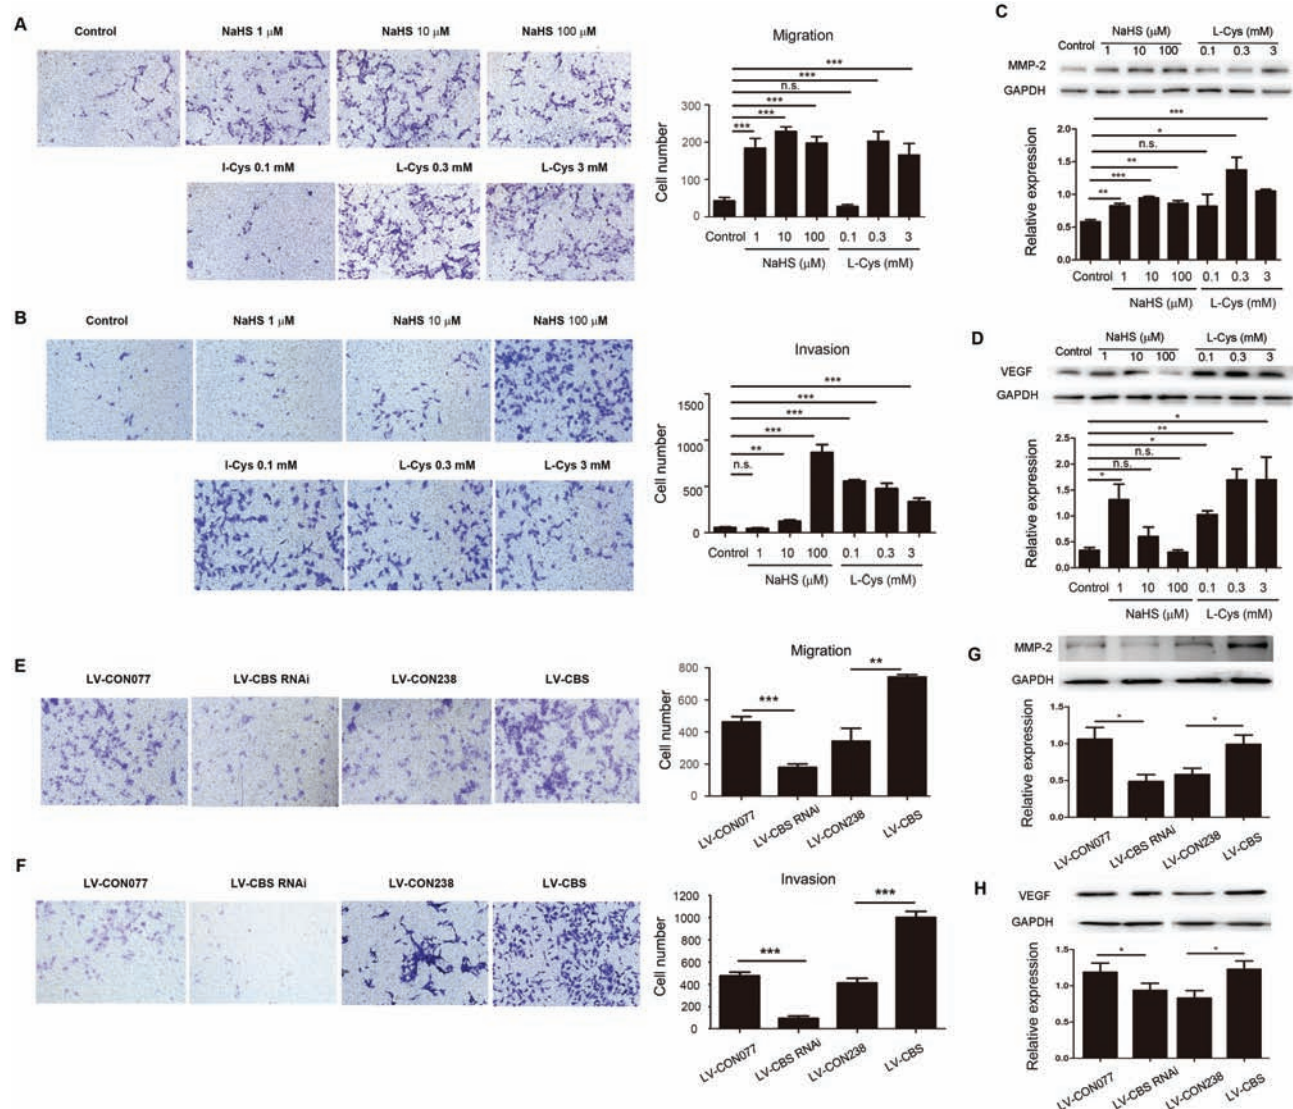 A
Control
NaHS 1 μM
NaHS 10 μM
NaHS 100 μM
l-Cys 0.1 mM
L-Cys 0.3 mM
L-Cys 3 mM
Migration
***
***
n.s.
***
***
***
300
200
100
0
Cell number
Control 1 10 100 0.1 0.3 3
NaHS (μM) L-Cys (mM)
B
Control
NaHS 1 μM
NaHS 10 μM
NaHS 100 μM
l-Cys 0.1 mM
L-Cys 0.3 mM
L-Cys 3 mM
Invasion
***
***
***
***
**
n.s.
1500
1000
500
0
Cell number
Control 1 10 100 0.1 0.3 3
NaHS (μM) L-Cys (mM)
C
NaHS (μM) L-Cys (mM)
Control 1 10 100 0.1 0.3 3
MMP-2
GAPDH
***
*
n.s.
**
***
**
2.0
1.5
1.0
0.5
0.0
Relative expression
Control 1 10 100 0.1 0.3 3
NaHS (μM) L-Cys (mM)
D
NaHS (μM) L-Cys (mM)
Control 1 10 100 0.1 0.3 3
VEGF
GAPDH
*
**
*
n.s.
n.s.
*
2.5
2.0
1.5
1.0
0.5
0.0
Relative expression
Control 1 10 100 0.1 0.3 3
NaHS (μM) L-Cys (mM)
E
LV-CON077
LV-CBS RNAi
LV-CON238
LV-CBS
Migration
***
**
800
600
400
200
0
Cell number
LV-CON077
LV-CBS RNAi
LV-CON238
LV-CBS
F
LV-CON077
LV-CBS RNAi
LV-CON238
LV-CBS
Invasion
***
***
1200
1000
800
600
400
200
0
Cell number
LV-CON077
LV-CBS RNAi
LV-CON238
LV-CBS
G
MMP-2
GAPDH
*
*
1.5
1.0
0.5
0.0
Relative expression
LV-CON077
LV-CBS RNAi
LV-CON238
LV-CBS
H
VEGF
GAPDH
*
*
1.5
1.0
0.5
0.0
Relative expression
LV-CON077
LV-CBS RNAi
LV-CON238
LV-CBS